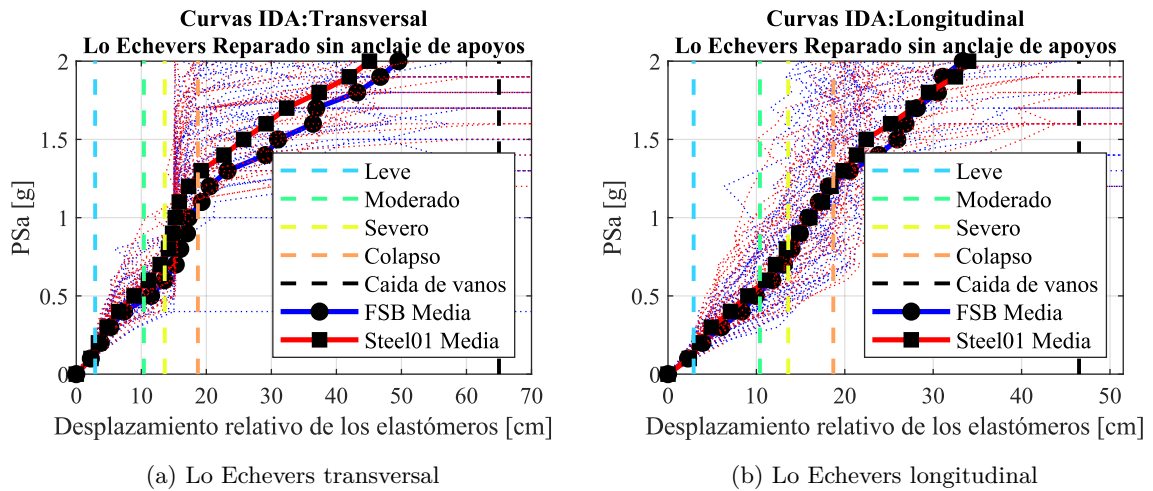 Curvas IDA:Transversal
Lo Echevers Reparado sin anclaje de apoyos
2
1.5
1
0.5
0
PSa [g]
Leve
Moderado
Severo
Colapso
Caida de vanos
FSB Media
Steel01 Media
0 10 20 30 40 50 60 70
Desplazamiento relativo de los elastómeros [cm]
(a) Lo Echevers transversal
Curvas IDA:Longitudinal
Lo Echevers Reparado sin anclaje de apoyos
2
1.5
1
0.5
0
PSa [g]
Leve
Moderado
Severo
Colapso
Caida de vanos
FSB Media
Steel01 Media
0 10 20 30 40 50
Desplazamiento relativo de los elastómeros [cm]
(b) Lo Echevers longitudinal